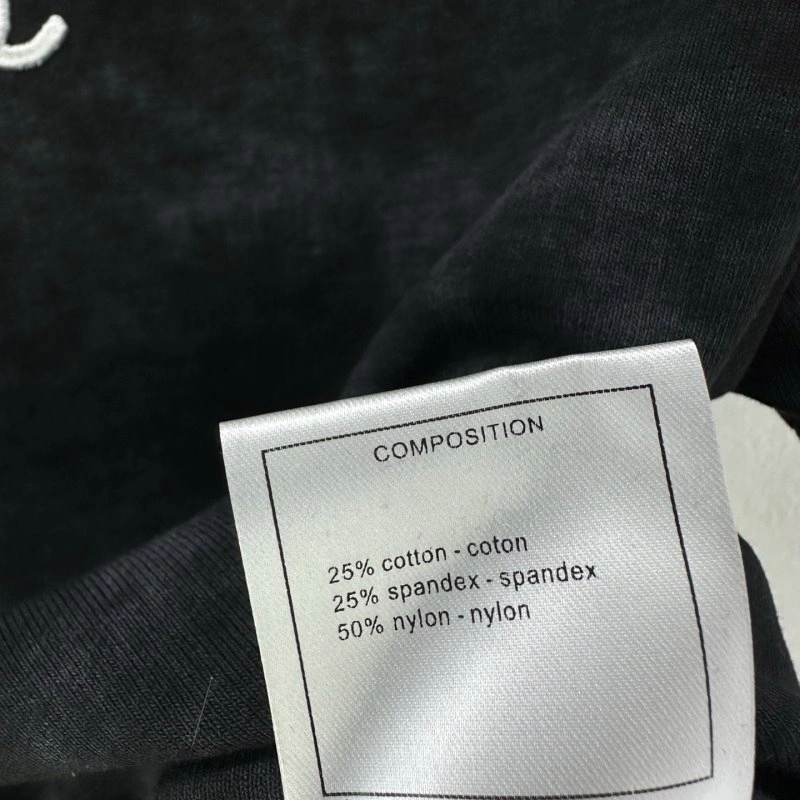 COMPOSITION
25% cotton - coton
25% spandex - spandex
50% nylon - nylon